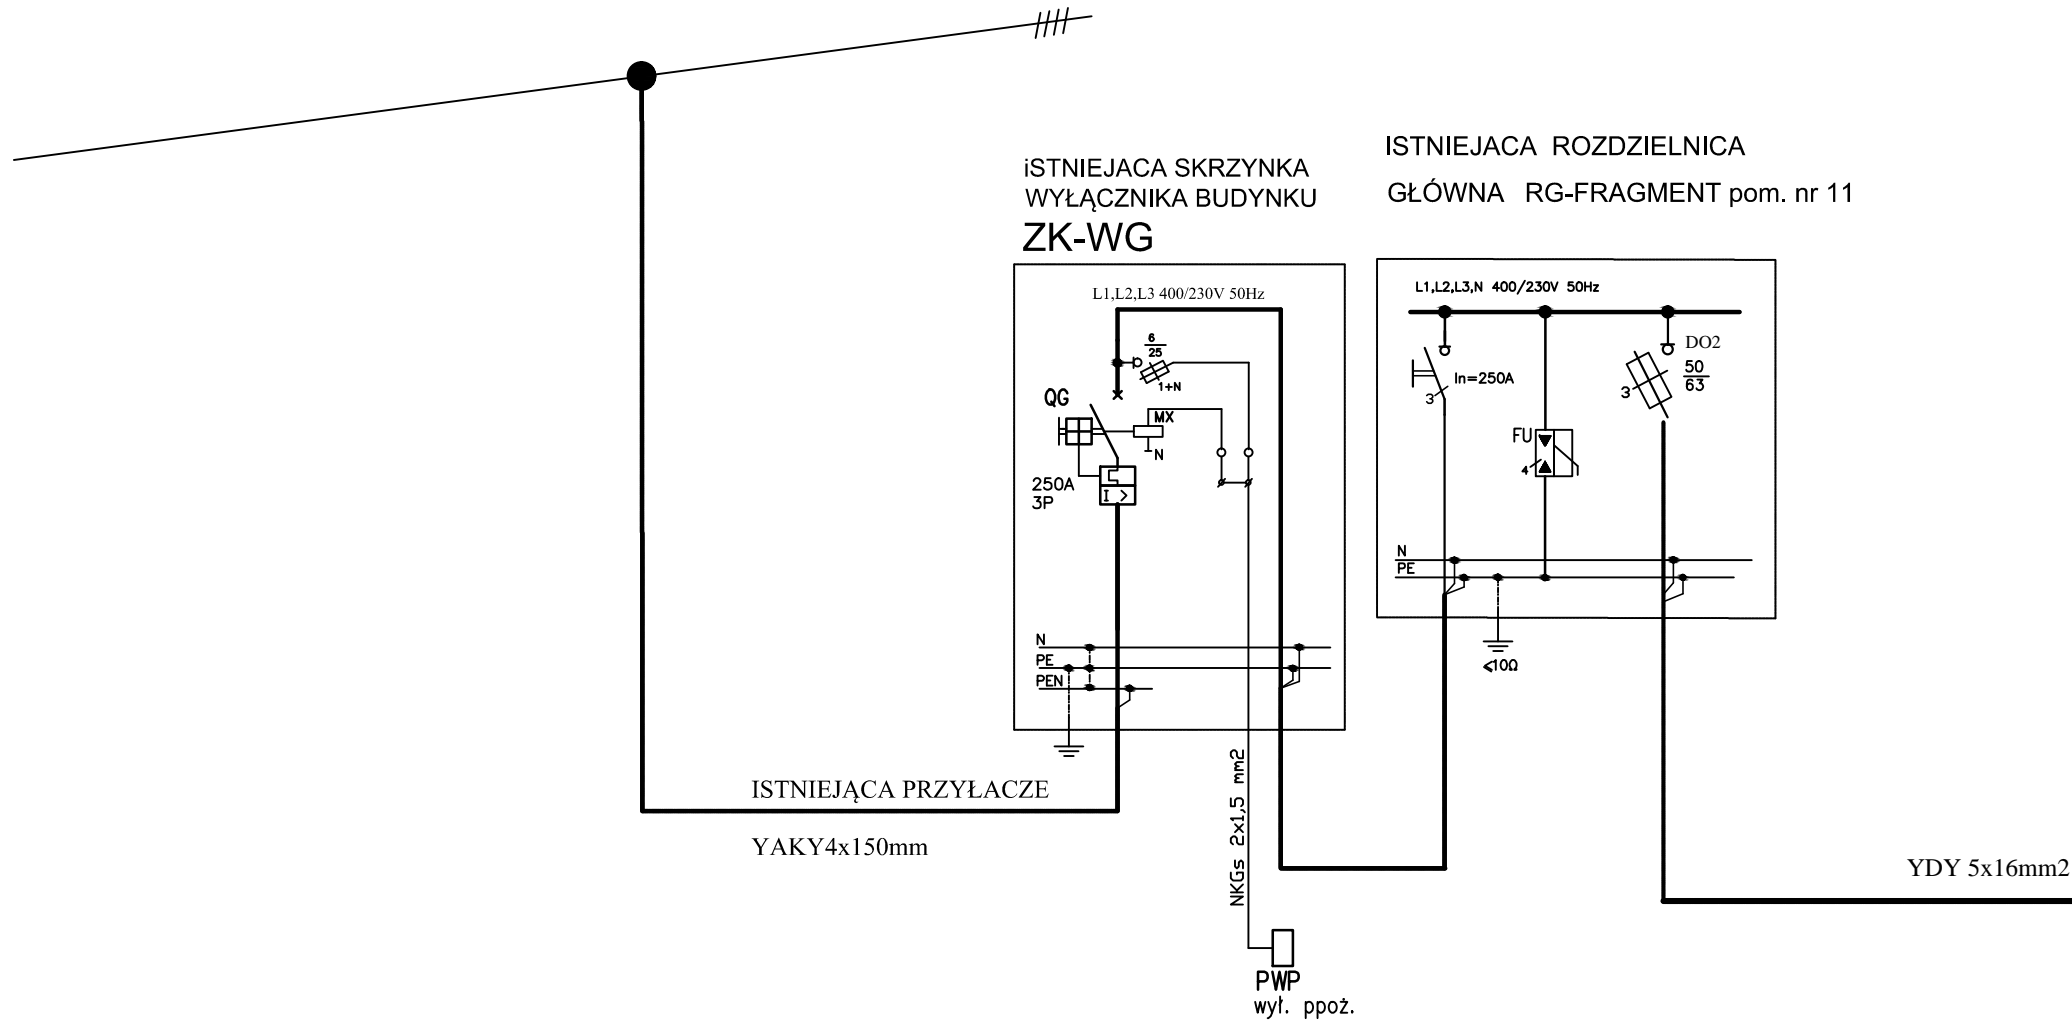 iSTNIEJACA SKRZYNKA
WYŁĄCZNIKA BUDYNKU
ZK-WG
L1,L2,L3 400/230V 50Hz
6
25
1+N
QG
MX
N
250A
3P
I >
N
PE
PEN
ISTNIEJĄCA PRZYŁACZE
YAKY4x150mm
NKGs 2x1,5 mm2
PWP
wył. ppoż.
ISTNIEJACA ROZDZIELNICA
GŁÓWNA RG-FRAGMENT pom. nr 11
L1,L2,L3,N 400/230V 50Hz
In=250A
3
FU
4
DO2
50
63
3
N
PE
<10Ω
YDY 5x16mm2